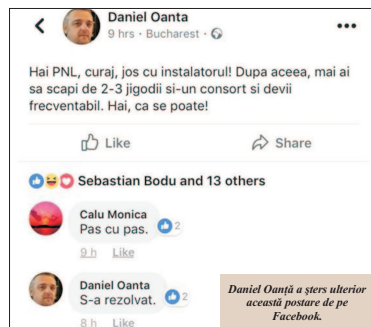 Daniel Oanta
9 hrs · Bucharest ·
Hai PNL, curaj, jos cu instalatorul! Dupa aceea, mai ai
sa scapi de 2-3 jigodii si-un consort si devii
frecventabil. Hai, ca se poate!
Like
Share
Sebastian Bodu and 13 others
Calu Monica
Pas cu pas.
2
9 h Like
Daniel Oanta
S-a rezolvat.
2
8 h Like
Daniel Oanță a șters ulterior
această postare de pe
Facebook.